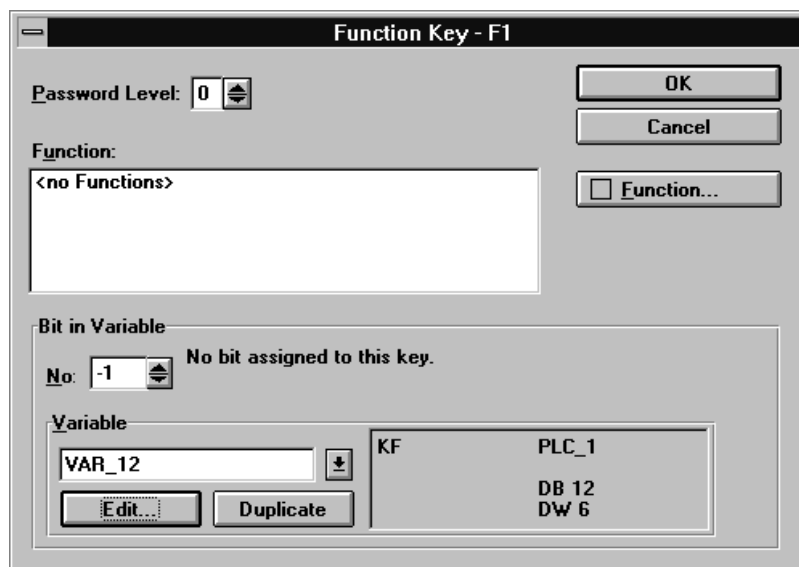 Function Key - F1
Password Level: 0
OK
Cancel
Function:
<no Functions>
Function...
Bit in Variable
No: -1 No bit assigned to this key.
Variable
VAR_12
KF PLC_1
DB 12
DW 6
Edit... Duplicate